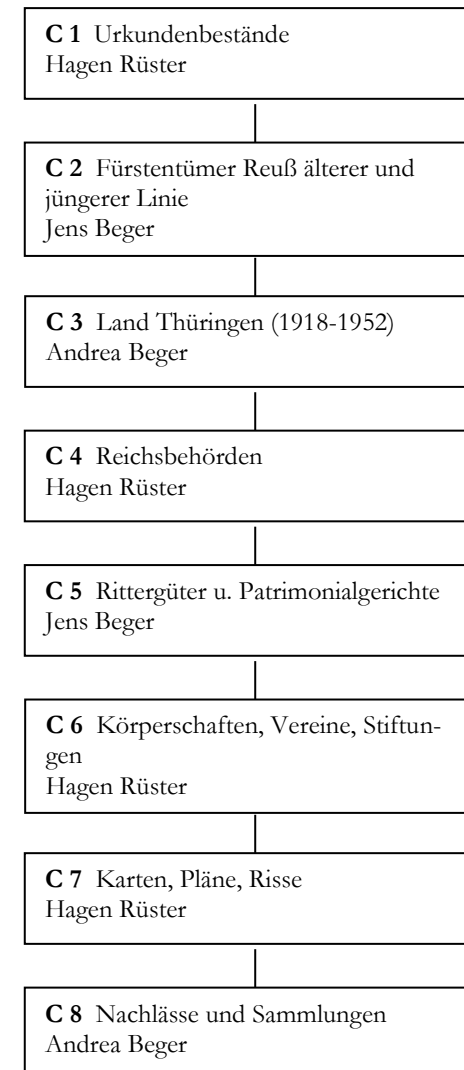 C 1 Urkundenbestände
Hagen Rüster
C 2 Fürstentümer Reuß älterer und
jüngerer Linie
Jens Beger
C 3 Land Thüringen (1918-1952)
Andrea Beger
C 4 Reichsbehörden
Hagen Rüster
C 5 Rittergüter u. Patrimonialgerichte
Jens Beger
C 6 Körperschaften, Vereine, Stiftun-
gen
Hagen Rüster
C 7 Karten, Pläne, Risse
Hagen Rüster
C 8 Nachlässe und Sammlungen
Andrea Beger